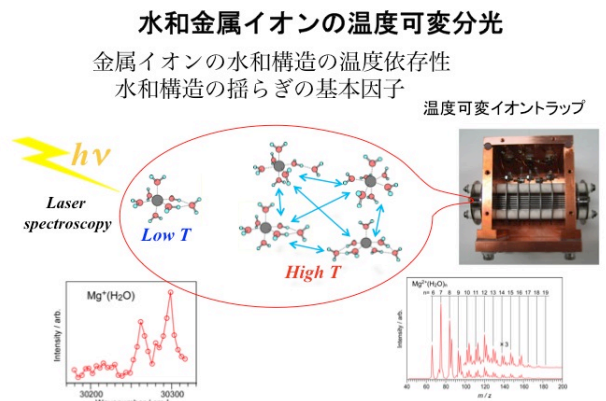 水和金属イオンの温度可変分光
金属イオンの水和構造の温度依存性
水和構造の揺らぎの基本因子
温度可変イオントラップ
hν
Laser
spectroscopy
Low T
High T
Mg⁺(H₂O)
Intensity / arb.
30200 30300
Mg²⁺(H₂O)ₙ
n= 6 7 8 9 10 11 12 13 14 15 16 17 18 19
× 3
Intensity / arb.
40 60 80 100 120 140 160 180 200
m / z